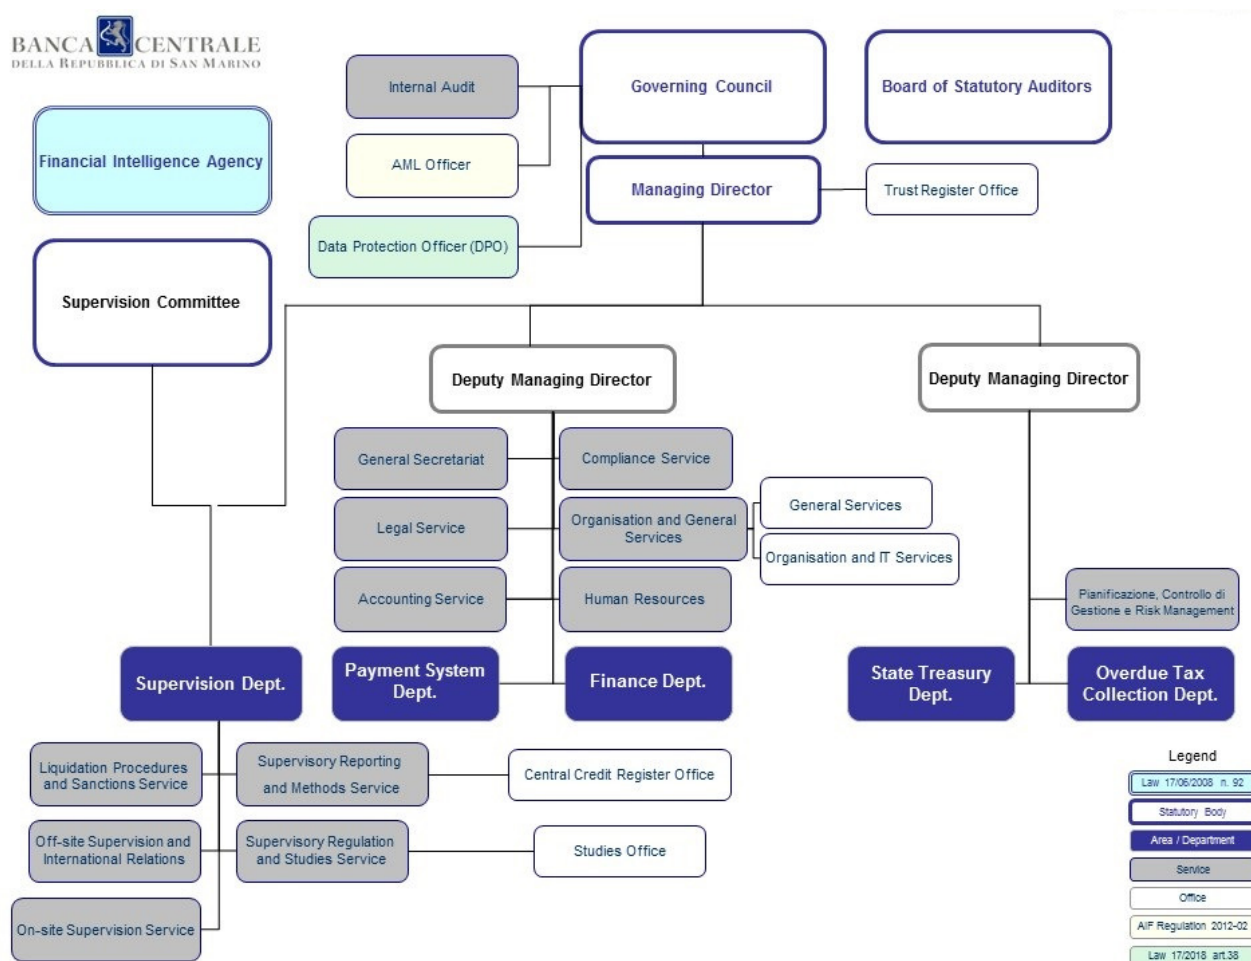 BANCA CENTRALE
DELLA REPUBBLICA DI SAN MARINO
Internal Audit
Governing Council
Board of Statutory Auditors
Financial Intelligence Agency
AML Officer
Managing Director
Trust Register Office
Data Protection Officer (DPO)
Supervision Committee
Deputy Managing Director
Deputy Managing Director
General Secretariat
Compliance Service
Legal Service
Organisation and General
Services
General Services
Organisation and IT Services
Accounting Service
Human Resources
Pianificazione, Controllo di
Gestione e Risk Management
Supervision Dept.
Payment System
Dept.
Finance Dept.
State Treasury
Dept.
Overdue Tax
Collection Dept.
Liquidation Procedures
and Sanctions Service
Supervisory Reporting
and Methods Service
Central Credit Register Office
Off-site Supervision and
International Relations
Supervisory Regulation
and Studies Service
Studies Office
On-site Supervision Service
Legend
Law 17/06/2008 n. 92
Statutory Body
Area / Department
Service
Office
AIF Regulation 2012-02
Law 17/2018 art.38